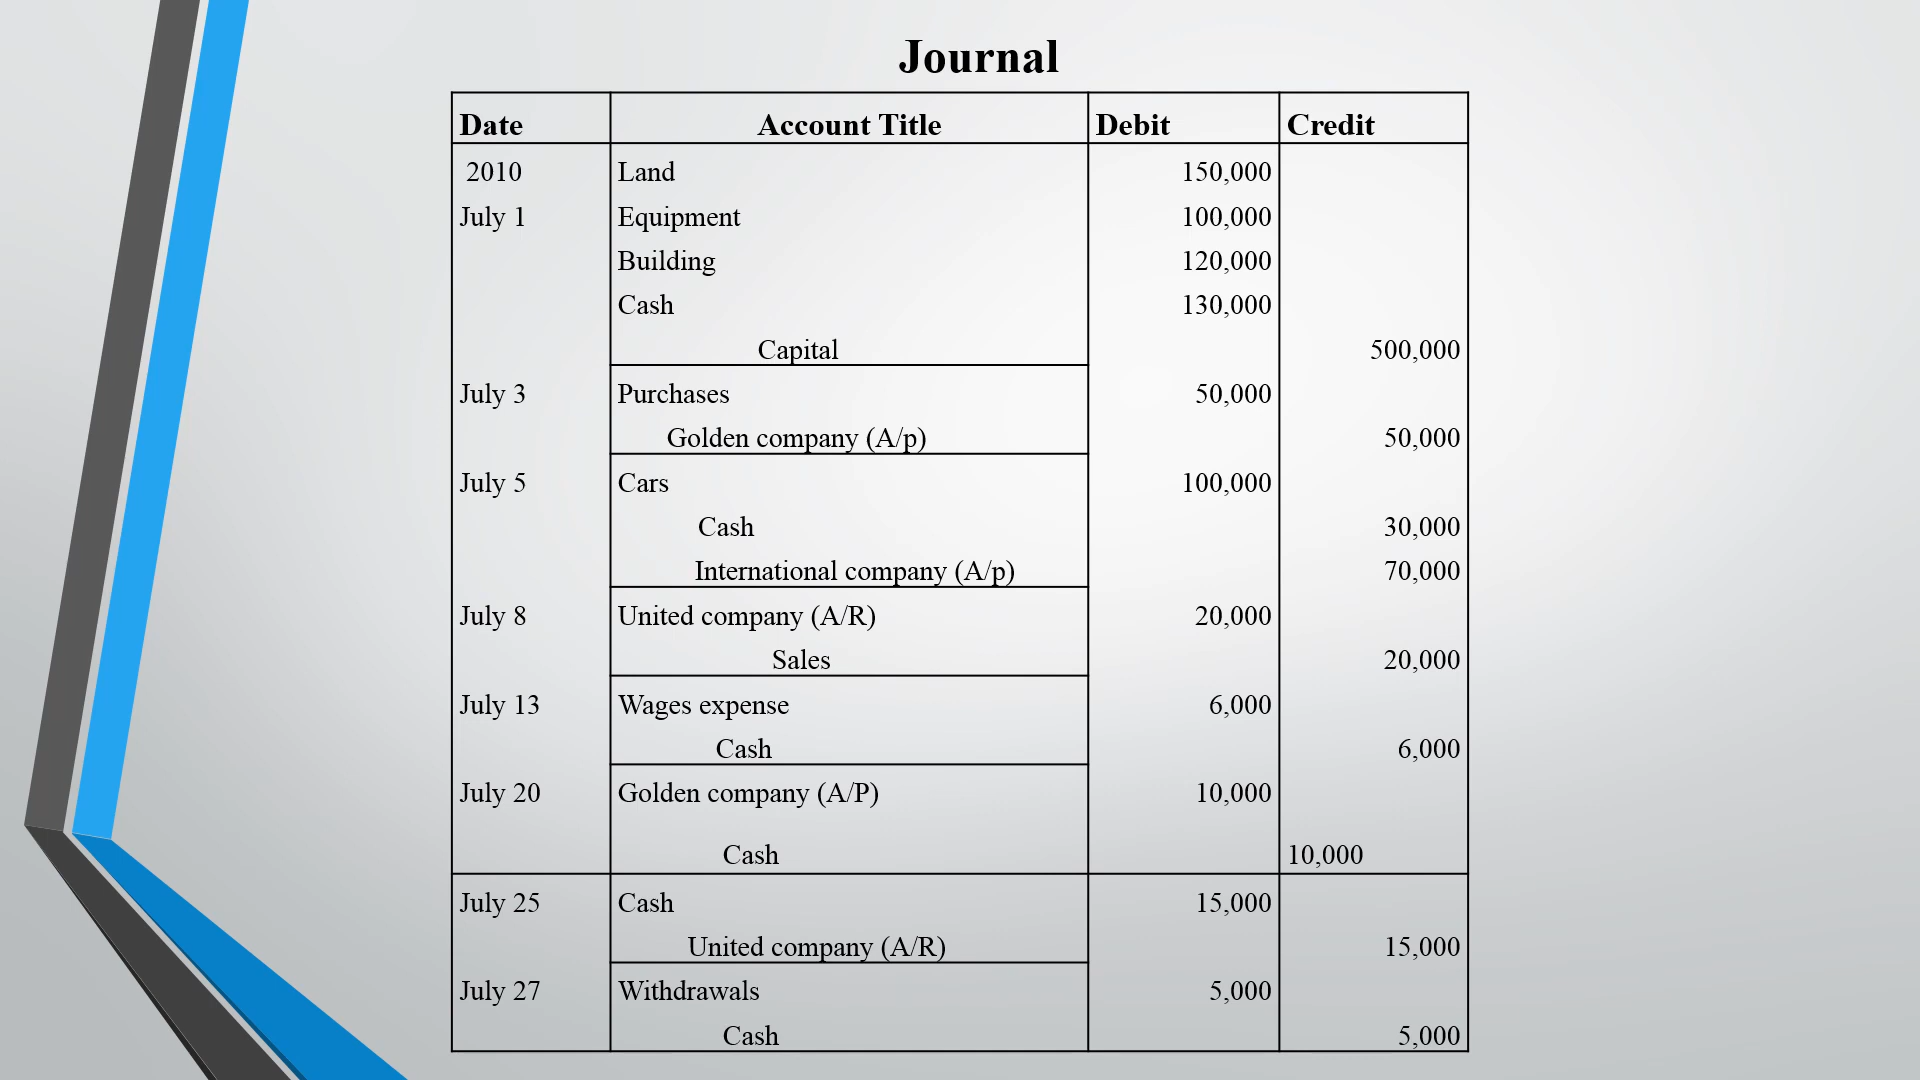 Journal
Date Account Title Debit Credit
2010 Land 150,000
July 1 Equipment 100,000
Building 120,000
Cash 130,000
Capital 500,000
July 3 Purchases 50,000
Golden company (A/p) 50,000
July 5 Cars 100,000
Cash 30,000
International company (A/p) 70,000
July 8 United company (A/R) 20,000
Sales 20,000
July 13 Wages expense 6,000
Cash 6,000
July 20 Golden company (A/P) 10,000
Cash 10,000
July 25 Cash 15,000
United company (A/R) 15,000
July 27 Withdrawals 5,000
Cash 5,000